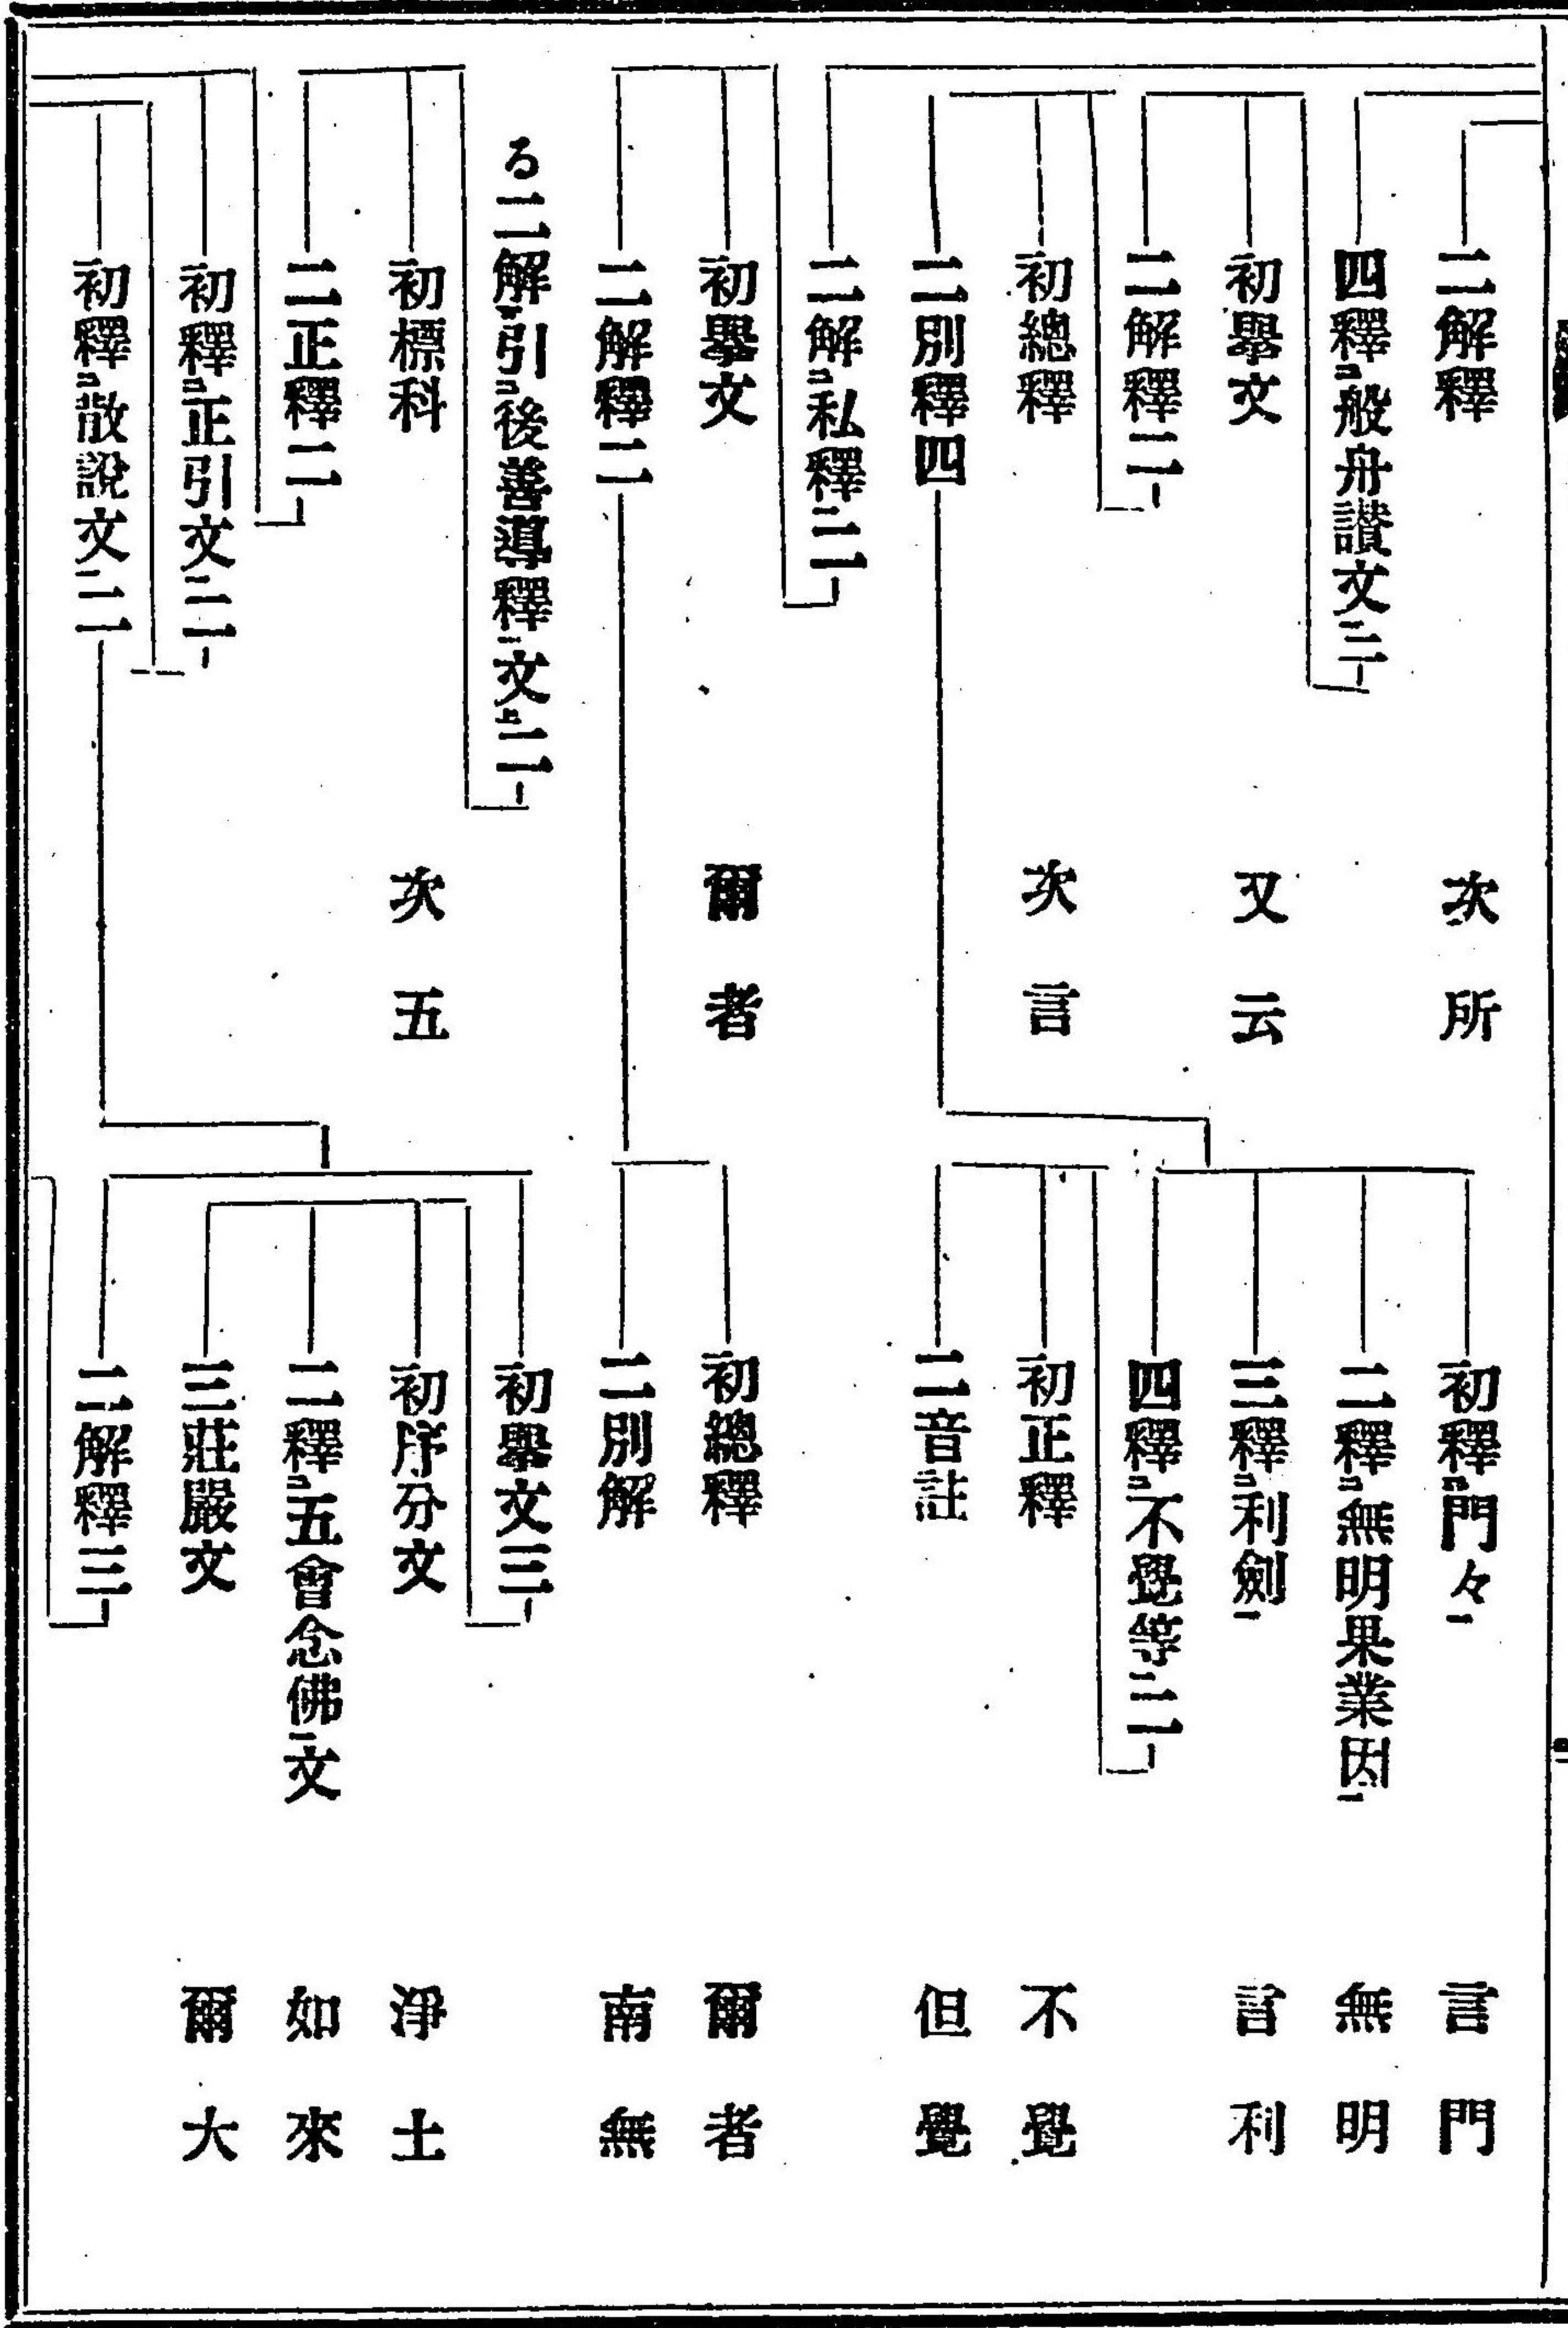 二解釋　次所
四釋般舟讃文二
初擧文　又云
二解釋二
初總釋　次言
二別釋四
二解私釋二
初擧文　爾者
二解釋二
る二解引後善導釋文二
初標科　次五
二正釋二
初釋正引文二
初釋散說文二
初釋門々　言門
二釋無明果業因　無明
三釋利劍　言利
四釋不覺等二
初正釋　不覺
二音註　但覺
初總釋　爾者
二別解　南無
初擧文三
初序分文　淨土
二釋五會念佛文　如來
三莊嚴文　爾大
二解釋三